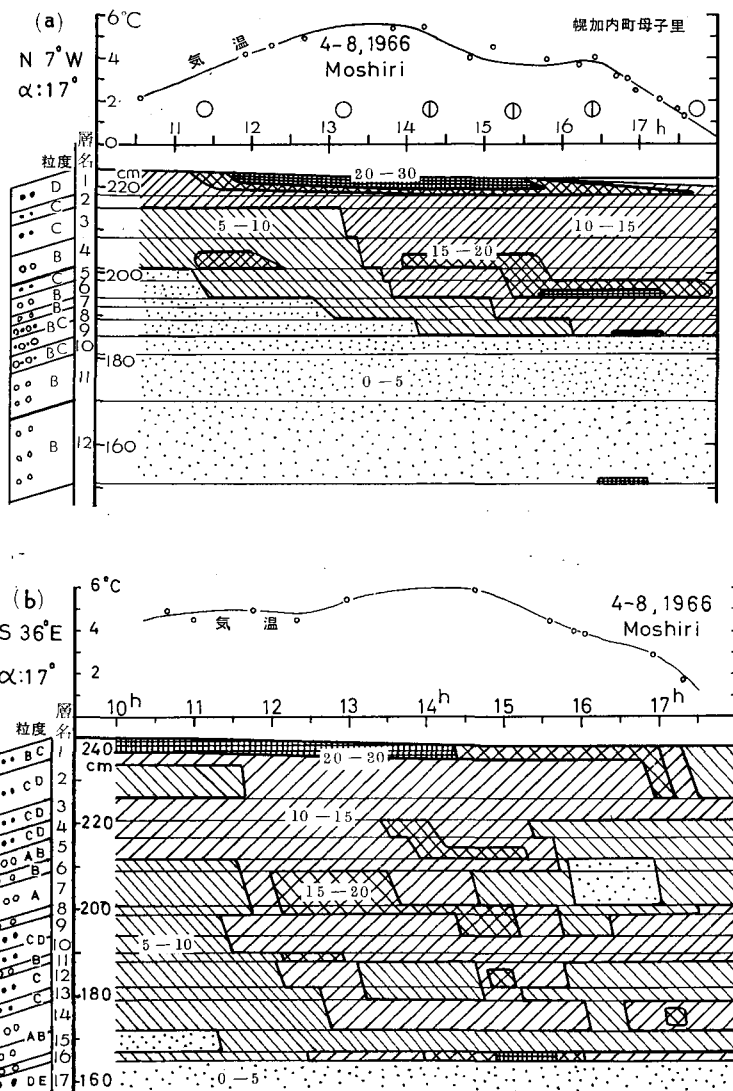 (a)
6°C
幌加内町母子里
気温
4-8, 1966
N 7°W
4
Moshiri
α:17°
2
0
11 12 13 14 15 16 17 h
粒度
層名
cm
D
1
220
20-30
C
2
C
3
5-10
10-15
B
4
15-20
5
200
C
6
B
7
B
8
BC
9
BC
10
180
B
11
0-5
B
12
160
(b)
6°C
4-8, 1966
S 36°E
4
気温
Moshiri
α:17°
2
10h 11 12 13 14h 15 16 17h
粒度
層名
BC
1
240
cm
20-20
CD
2
3
10-15
CD
4
220
CD
5
AB
6
B
A
7
15-20
8
200
9
CD
10
5-10
B
11
C
12
C
13
180
14
AB
15
16
DE
17
160
0-5